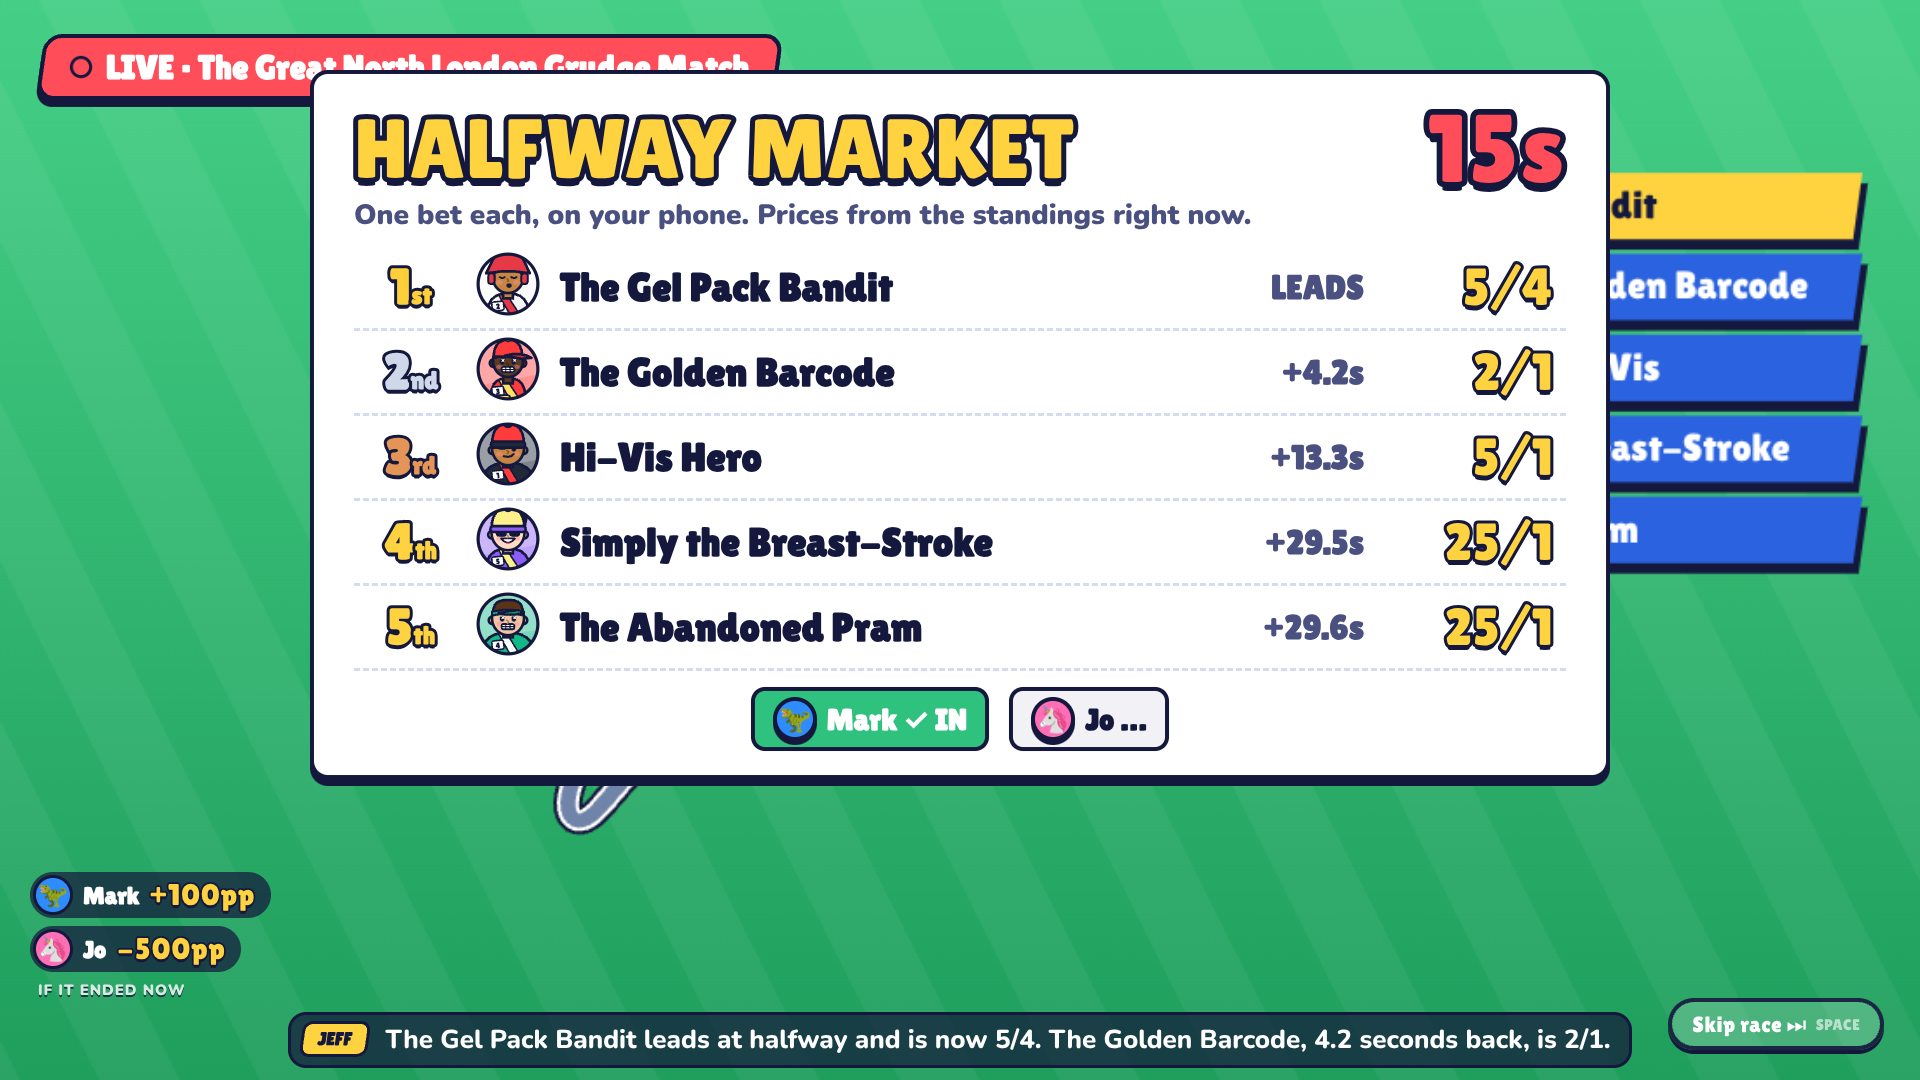 LIVE · The Great North London Grudge Match
HALFWAY MARKET
15s
One bet each, on your phone. Prices from the standings right now.
1st The Gel Pack Bandit LEADS 5/4
2nd The Golden Barcode +4.2s 2/1
3rd Hi-Vis Hero +13.3s 5/1
4th Simply the Breast-Stroke +29.5s 25/1
5th The Abandoned Pram +29.6s 25/1
Mark ✓ IN
Jo ...
dit
den Barcode
Vis
ast-Stroke
m
Mark +100pp
Jo -500pp
IF IT ENDED NOW
JEFF The Gel Pack Bandit leads at halfway and is now 5/4. The Golden Barcode, 4.2 seconds back, is 2/1.
Skip race SPACE